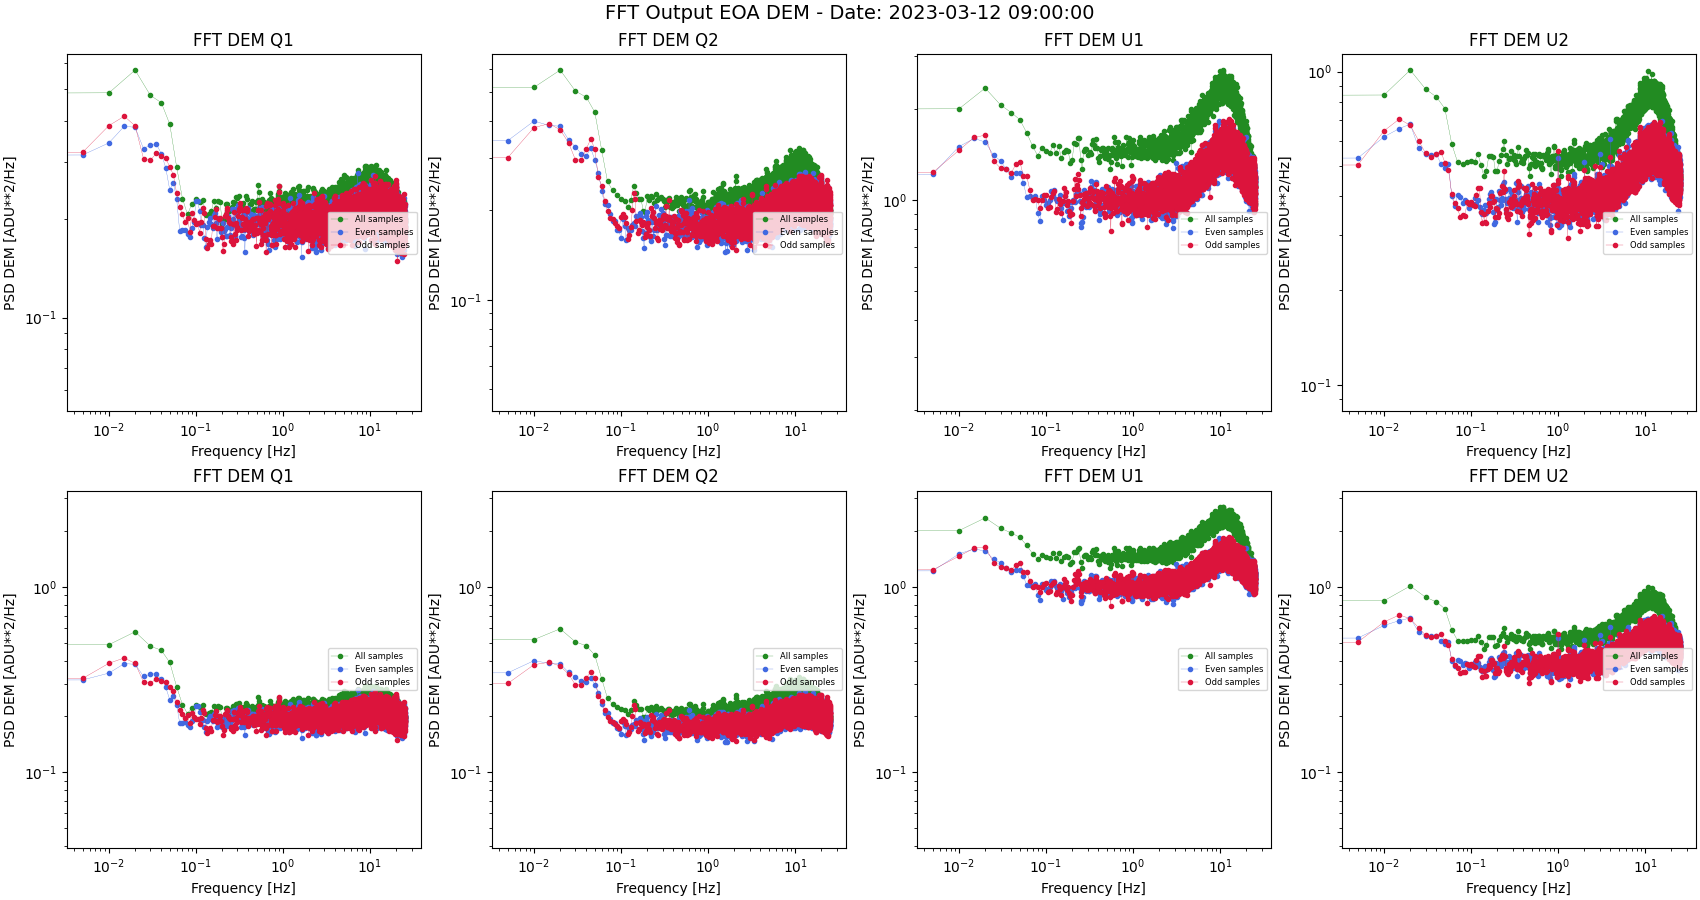 FFT Output EOA DEM - Date: 2023-03-12 09:00:00
FFT DEM Q1
FFT DEM Q2
FFT DEM U1
FFT DEM U2
PSD DEM [ADU**2/Hz]
10⁻¹
10⁻² 10⁻¹ 10⁰ 10¹
Frequency [Hz]
All samples
Even samples
Odd samples
PSD DEM [ADU**2/Hz]
10⁻¹
10⁻² 10⁻¹ 10⁰ 10¹
Frequency [Hz]
All samples
Even samples
Odd samples
PSD DEM [ADU**2/Hz]
10⁰
10⁻² 10⁻¹ 10⁰ 10¹
Frequency [Hz]
All samples
Even samples
Odd samples
PSD DEM [ADU**2/Hz]
10⁰
10⁻¹
10⁻² 10⁻¹ 10⁰ 10¹
Frequency [Hz]
All samples
Even samples
Odd samples
FFT DEM Q1
FFT DEM Q2
FFT DEM U1
FFT DEM U2
PSD DEM [ADU**2/Hz]
10⁰
10⁻¹
10⁻² 10⁻¹ 10⁰ 10¹
Frequency [Hz]
All samples
Even samples
Odd samples
PSD DEM [ADU**2/Hz]
10⁰
10⁻¹
10⁻² 10⁻¹ 10⁰ 10¹
Frequency [Hz]
All samples
Even samples
Odd samples
PSD DEM [ADU**2/Hz]
10⁰
10⁻¹
10⁻² 10⁻¹ 10⁰ 10¹
Frequency [Hz]
All samples
Even samples
Odd samples
PSD DEM [ADU**2/Hz]
10⁰
10⁻¹
10⁻² 10⁻¹ 10⁰ 10¹
Frequency [Hz]
All samples
Even samples
Odd samples